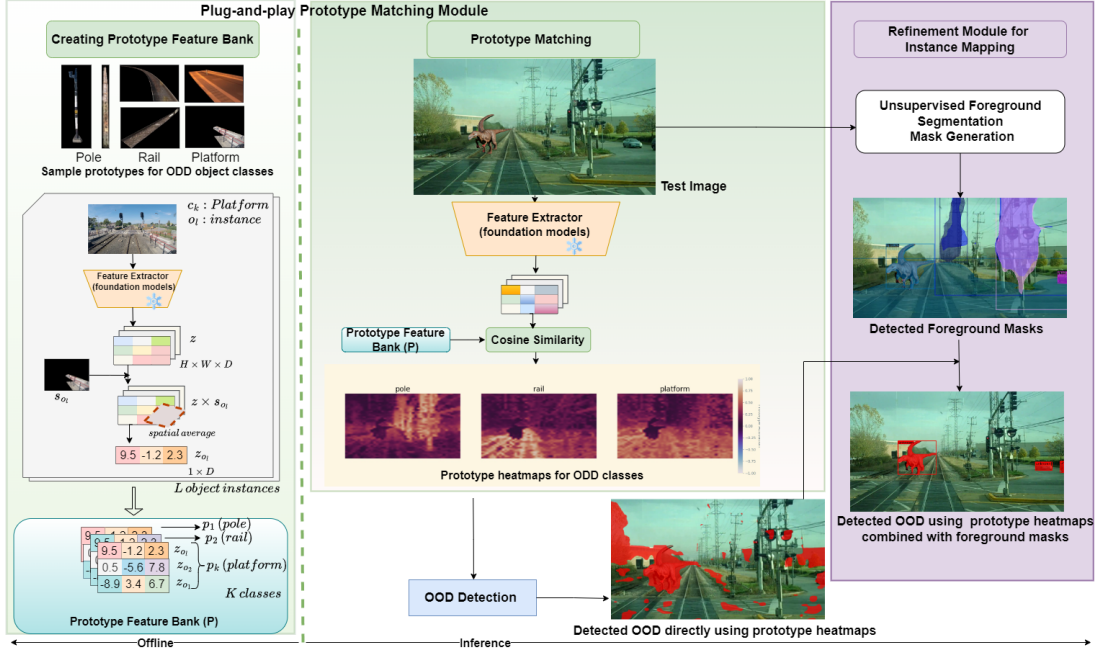 Plug-and-play Prototype Matching Module
Creating Prototype Feature Bank
Pole Rail Platform
Sample prototypes for ODD object classes
c_k : Platform
o_l : instance
Feature Extractor
(foundation models)
z
H × W × D
s_{o_l}
z × s_{o_l}
spatial average
9.5 -1.2 2.3 z_{o_l}
1 × D
L object instances
p_1 (pole)
p_2 (rail)
9.5 -1.2 2.3 z_{o_l}
0.5 -5.6 7.8 z_{o_2} p_k (platform)
-8.9 3.4 6.7 z_{o_1}
K classes
Prototype Feature Bank (P)
Offline
Prototype Matching
Test Image
Feature Extractor
(foundation models)
Prototype Feature
Bank (P)
Cosine Similarity
pole rail platform
Prototype heatmaps for ODD classes
OOD Detection
Detected OOD directly using prototype heatmaps
Inference
Refinement Module for
Instance Mapping
Unsupervised Foreground
Segmentation
Mask Generation
Detected Foreground Masks
Detected OOD using prototype heatmaps
combined with foreground masks